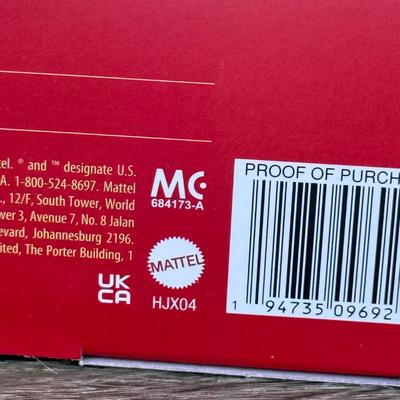 tel. ® and ™ designate U.S.
A. 1-800-524-8697. Mattel
., 12/F, South Tower, World
wer 3, Avenue 7, No. 8 Jalan
levard, Johannesburg 2196.
ited, The Porter Building, 1
MC
684173-A
MATTEL
HJX04
UK
CA
PROOF OF PURCH
1 94735 09692